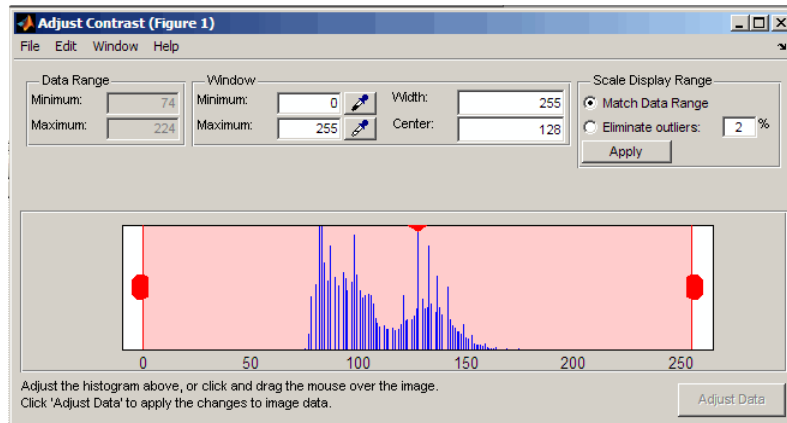 Adjust Contrast (Figure 1)
File Edit Window Help
Data Range
Minimum: 74
Maximum: 224
Window
Minimum: 0
Maximum: 255
Width: 255
Center: 128
Scale Display Range
Match Data Range
Eliminate outliers: 2 %
Apply
0 50 100 150 200 250
Adjust the histogram above, or click and drag the mouse over the image.
Click 'Adjust Data' to apply the changes to image data.
Adjust Data